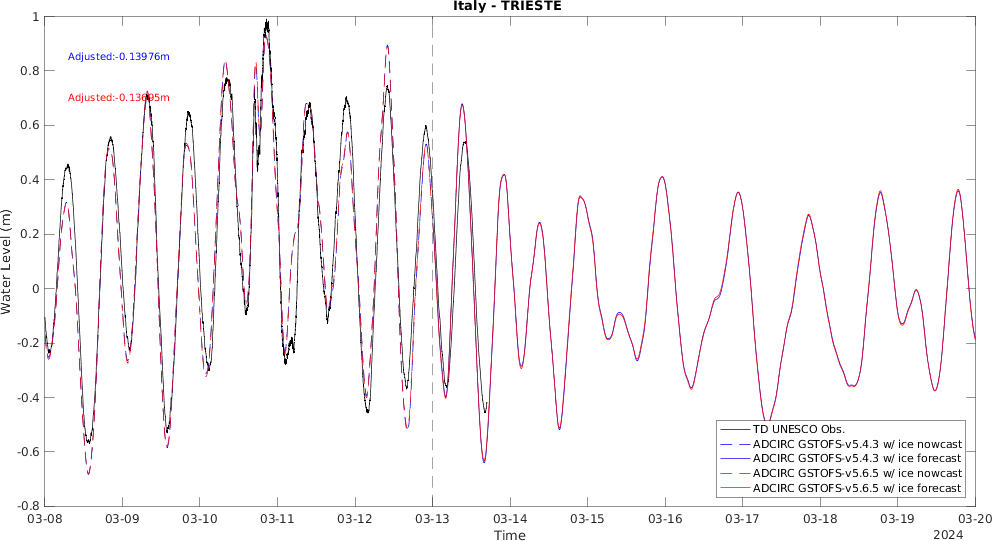 Italy - TRIESTE
Water Level (m)
1
0.8
0.6
0.4
0.2
0
-0.2
-0.4
-0.6
-0.8
Adjusted:-0.13976m
Adjusted:-0.13695m
TD UNESCO Obs.
ADCIRC GSTOFS-v5.4.3 w/ ice nowcast
ADCIRC GSTOFS-v5.4.3 w/ ice forecast
ADCIRC GSTOFS-v5.6.5 w/ ice nowcast
ADCIRC GSTOFS-v5.6.5 w/ ice forecast
03-08 03-09 03-10 03-11 03-12 03-13 03-14 03-15 03-16 03-17 03-18 03-19 03-20
Time
2024